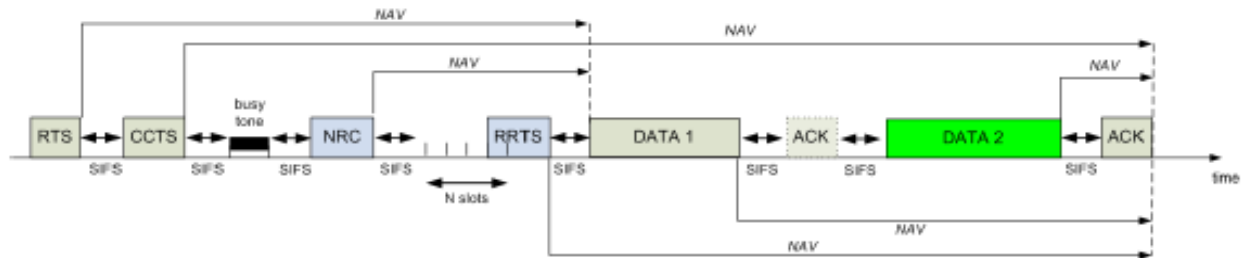 NAV
NAV
NAV
NAV
busy
tone
RTS
CCTS
NRC
RRTS
DATA 1
ACK
DATA 2
ACK
SIFS
SIFS
SIFS
SIFS
SIFS
SIFS
SIFS
SIFS
time
N slots
NAV
NAV